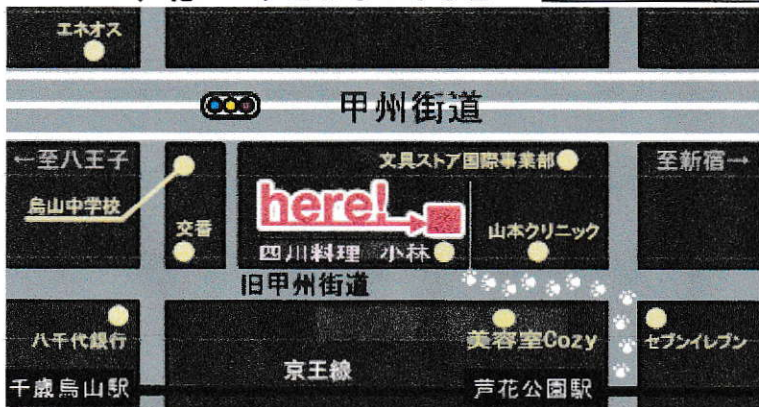 エネオス
甲州街道
←至八王子
文具ストア国際事業部
至新宿→
烏山中学校
here!
交番
山本クリニック
四川料理 小林
旧甲州街道
八千代銀行
美容室Cozy
セブンイレブン
京王線
千歳烏山駅
芦花公園駅